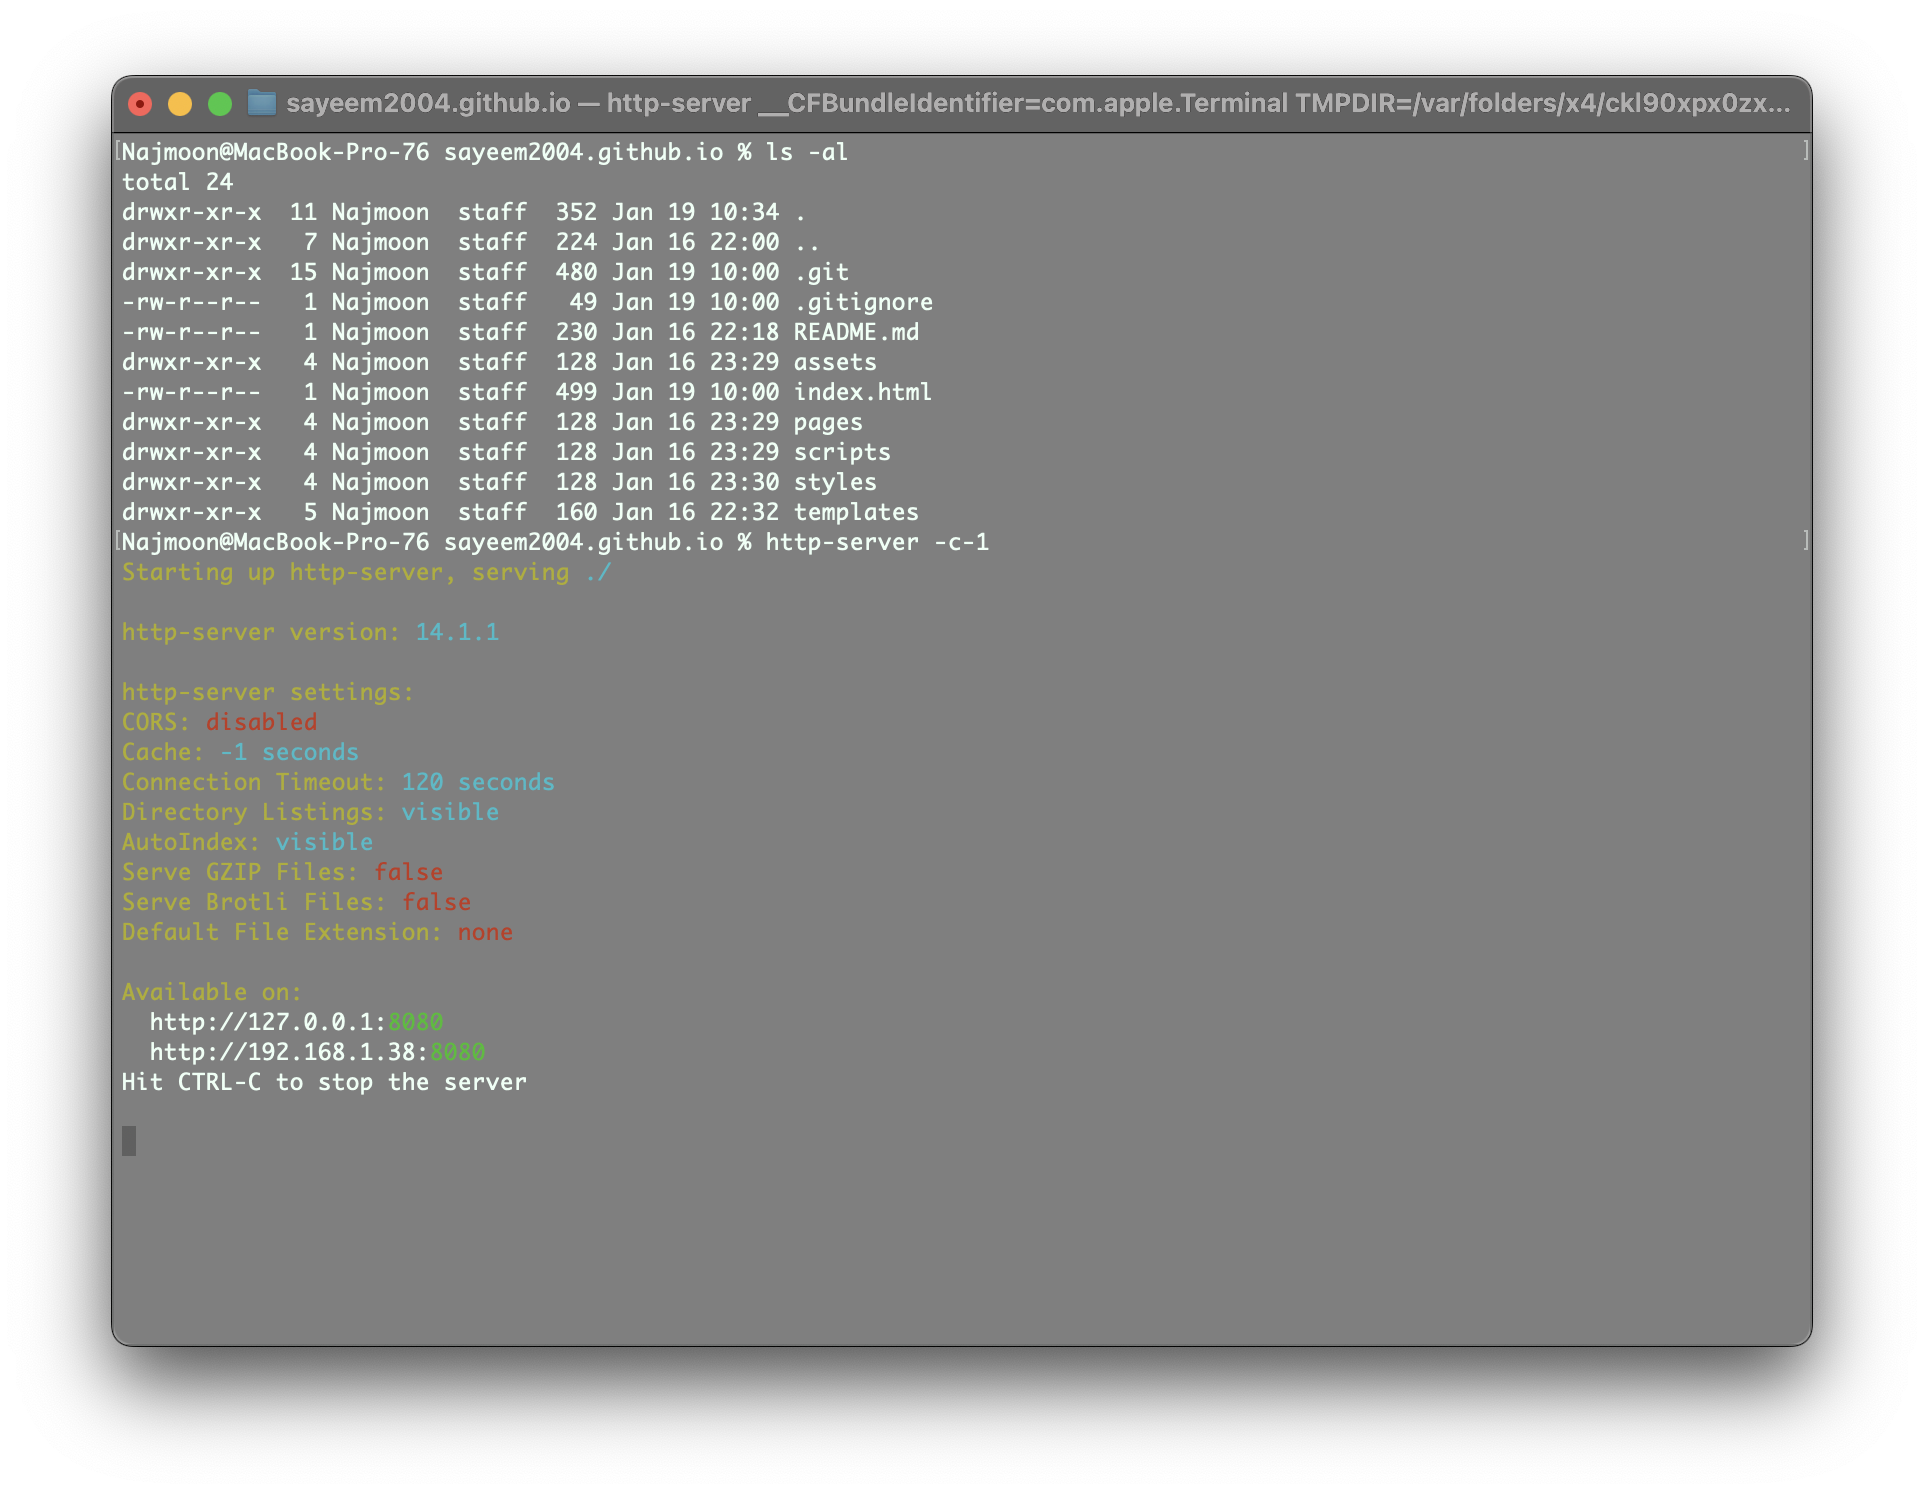 sayeem2004.github.io — http-server __CFBundleIdentifier=com.apple.Terminal TMPDIR=/var/folders/x4/ckl90xpx0zx...
[Najmoon@MacBook-Pro-76 sayeem2004.github.io % ls -al ]
total 24
drwxr-xr-x  11 Najmoon  staff  352 Jan 19 10:34 .
drwxr-xr-x   7 Najmoon  staff  224 Jan 16 22:00 ..
drwxr-xr-x  15 Najmoon  staff  480 Jan 19 10:00 .git
-rw-r--r--   1 Najmoon  staff   49 Jan 19 10:00 .gitignore
-rw-r--r--   1 Najmoon  staff  230 Jan 16 22:18 README.md
drwxr-xr-x   4 Najmoon  staff  128 Jan 16 23:29 assets
-rw-r--r--   1 Najmoon  staff  499 Jan 19 10:00 index.html
drwxr-xr-x   4 Najmoon  staff  128 Jan 16 23:29 pages
drwxr-xr-x   4 Najmoon  staff  128 Jan 16 23:29 scripts
drwxr-xr-x   4 Najmoon  staff  128 Jan 16 23:30 styles
drwxr-xr-x   5 Najmoon  staff  160 Jan 16 22:32 templates
[Najmoon@MacBook-Pro-76 sayeem2004.github.io % http-server -c-1 ]
Starting up http-server, serving ./
http-server version: 14.1.1
http-server settings:
CORS: disabled
Cache: -1 seconds
Connection Timeout: 120 seconds
Directory Listings: visible
AutoIndex: visible
Serve GZIP Files: false
Serve Brotli Files: false
Default File Extension: none
Available on:
  http://127.0.0.1:8080
  http://192.168.1.38:8080
Hit CTRL-C to stop the server